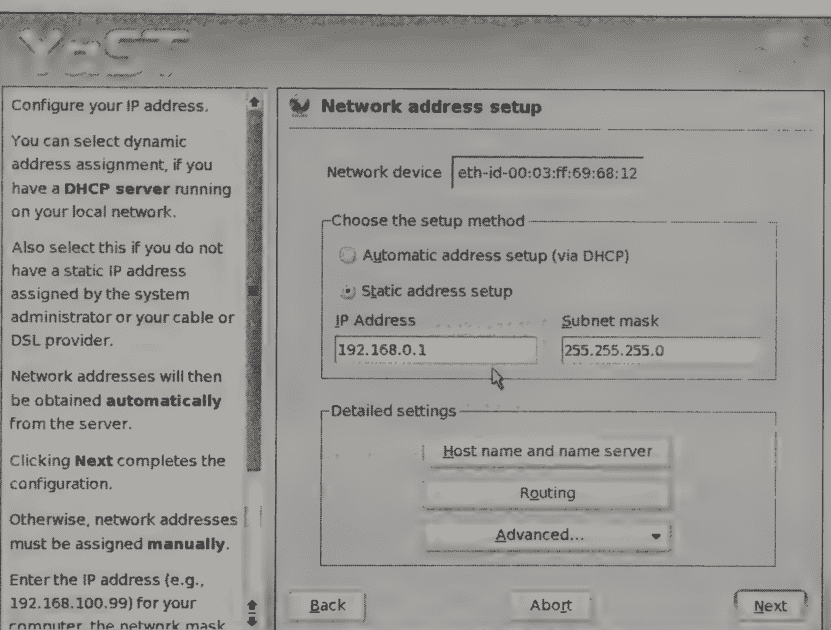 YaST
Configure your IP address.
You can select dynamic
address assignment, if you
have a DHCP server running
on your local network.
Also select this if you do not
have a static IP address
assigned by the system
administrator or your cable or
DSL provider.
Network addresses will then
be obtained automatically
from the server.
Clicking Next completes the
configuration.
Otherwise, network addresses
must be assigned manually.
Enter the IP address (e.g.,
192.168.100.99) for your
computer, the network mask
Network address setup
Network device eth-id-00:03:ff:69:68:12
Choose the setup method
Automatic address setup (via DHCP)
Static address setup
IP Address Subnet mask
192.168.0.1 255.255.255.0
Detailed settings
Host name and name server
Routing
Advanced...
Back Abort Next